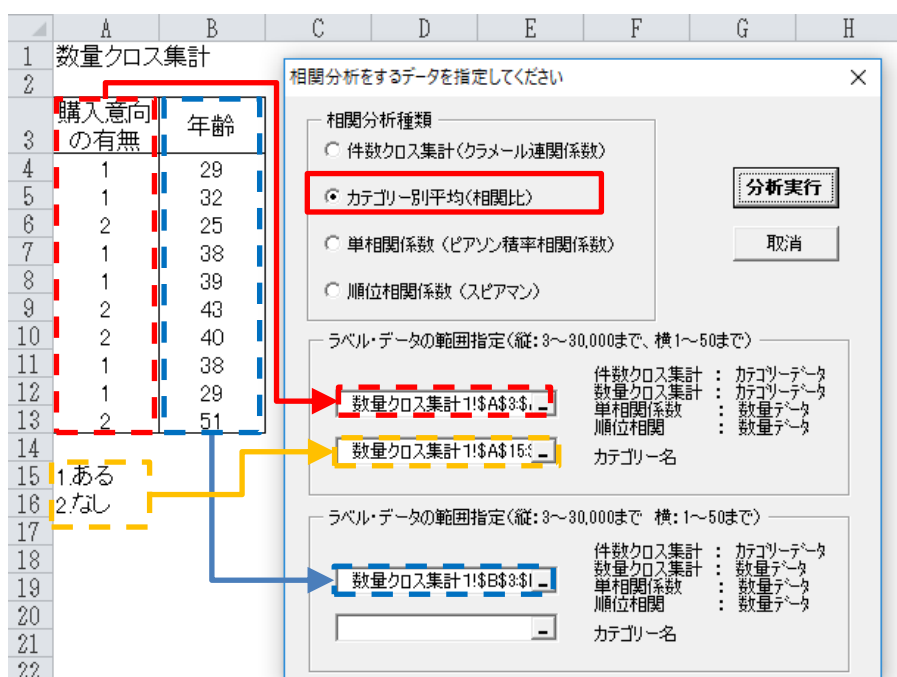 A B C D E F G H
1 数量クロス集計
2
3 購入意向の有無 年齢
4 1 29
5 1 32
6 2 25
7 1 38
8 1 39
9 2 43
10 2 40
11 1 38
12 1 29
13 2 51
14
15 1.ある
16 2.なし
17
18
19
20
21
22
相関分析をするデータを指定してください
相関分析種類
件数クロス集計(クラメール連関係数)
カテゴリー別平均(相関比)
単相関係数 (ピアソン積率相関係数)
順位相関係数 (スピアマン)
分析実行
取消
ラベル・データの範囲指定(縦:3～30,000まで、横1～50まで)
数量クロス集計1!$A$3:$
件数クロス集計 : カテゴリーデータ
数量クロス集計 : カテゴリーデータ
単相関係数 : 数量データ
順位相関 : 数量データ
数量クロス集計1!$A$15:
カテゴリー名
ラベル・データの範囲指定(縦:3～30,000まで 横:1～50まで)
数量クロス集計1!$B$3:$
件数クロス集計 : カテゴリーデータ
数量クロス集計 : 数量データ
単相関係数 : 数量データ
順位相関 : 数量データ
カテゴリー名